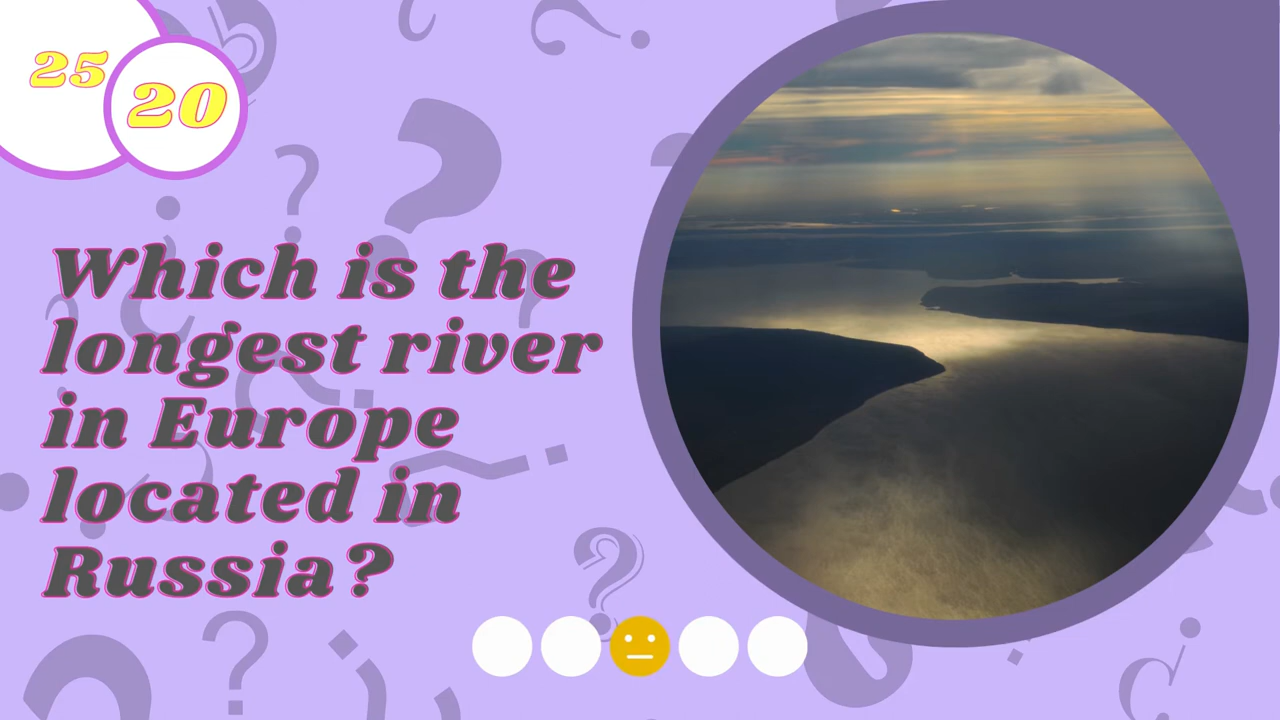 25
20
Which is the
longest river
in Europe
located in
Russia?